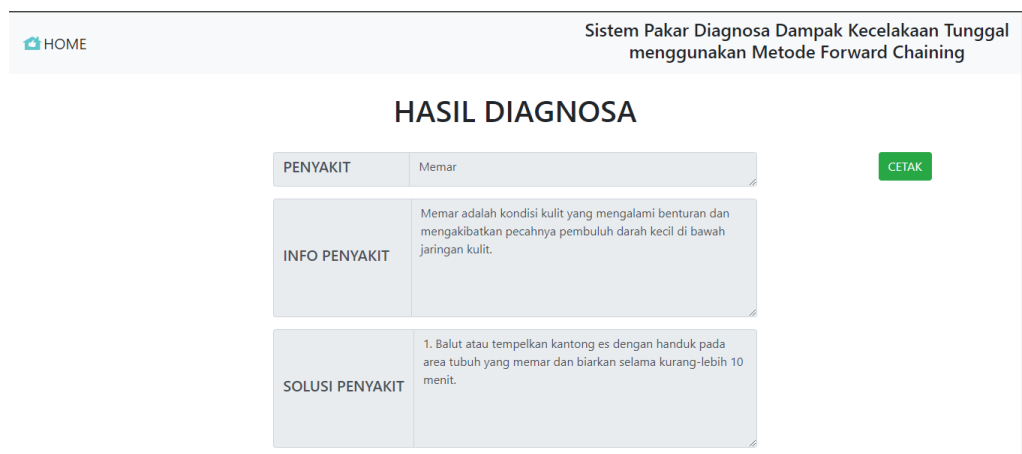 HOME
Sistem Pakar Diagnosa Dampak Kecelakaan Tunggal
menggunakan Metode Forward Chaining
HASIL DIAGNOSA
PENYAKIT
Memar
CETAK
INFO PENYAKIT
Memar adalah kondisi kulit yang mengalami benturan dan
mengakibatkan pecahnya pembuluh darah kecil di bawah
jaringan kulit.
SOLUSI PENYAKIT
1. Balut atau tempelkan kantong es dengan handuk pada
area tubuh yang memar dan biarkan selama kurang-lebih 10
menit.